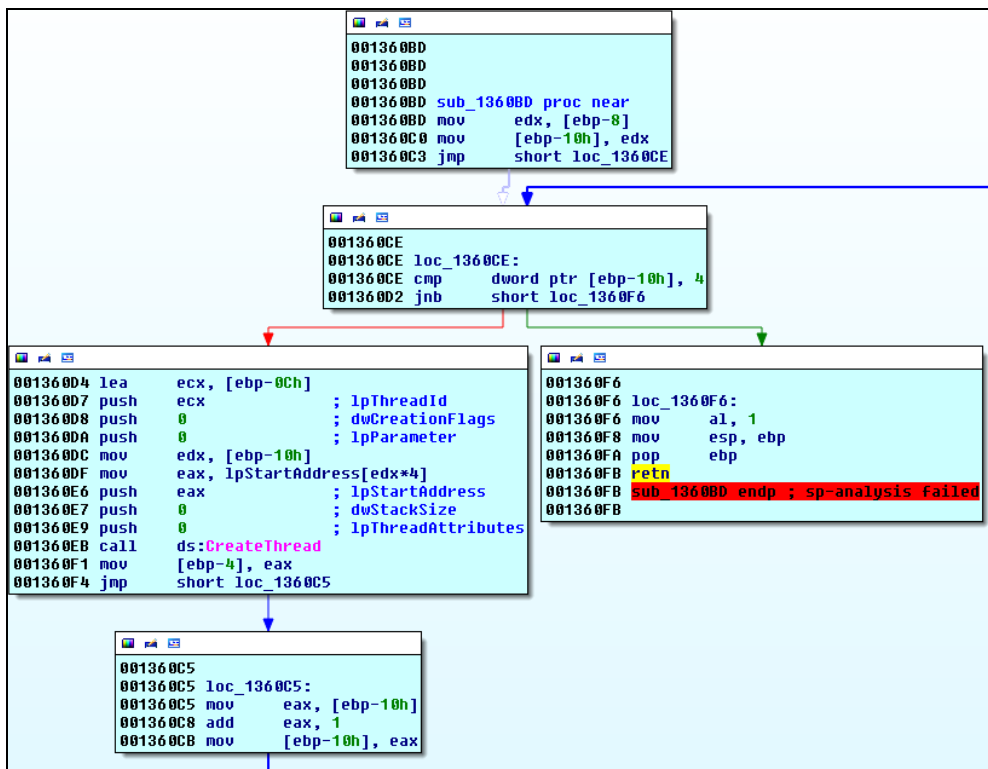 001360BD
001360BD
001360BD
001360BD sub_1360BD proc near
001360BD mov edx, [ebp-8]
001360C0 mov [ebp-10h], edx
001360C3 jmp short loc_1360CE
001360CE
001360CE loc_1360CE:
001360CE cmp dword ptr [ebp-10h], 4
001360D2 jnb short loc_1360F6
001360D4 lea ecx, [ebp-0Ch]
001360D7 push ecx ; lpThreadId
001360D8 push 0 ; dwCreationFlags
001360DA push 0 ; lpParameter
001360DC mov edx, [ebp-10h]
001360DF mov eax, lpStartAddress[edx*4]
001360E6 push eax ; lpStartAddress
001360E7 push 0 ; dwStackSize
001360E9 push 0 ; lpThreadAttributes
001360EB call ds:CreateThread
001360F1 mov [ebp-4], eax
001360F4 jmp short loc_1360C5
001360F6
001360F6 loc_1360F6:
001360F6 mov al, 1
001360F8 mov esp, ebp
001360FA pop ebp
001360FB retn
001360FB sub_1360BD endp ; sp-analysis failed
001360FB
001360C5
001360C5 loc_1360C5:
001360C5 mov eax, [ebp-10h]
001360C8 add eax, 1
001360CB mov [ebp-10h], eax